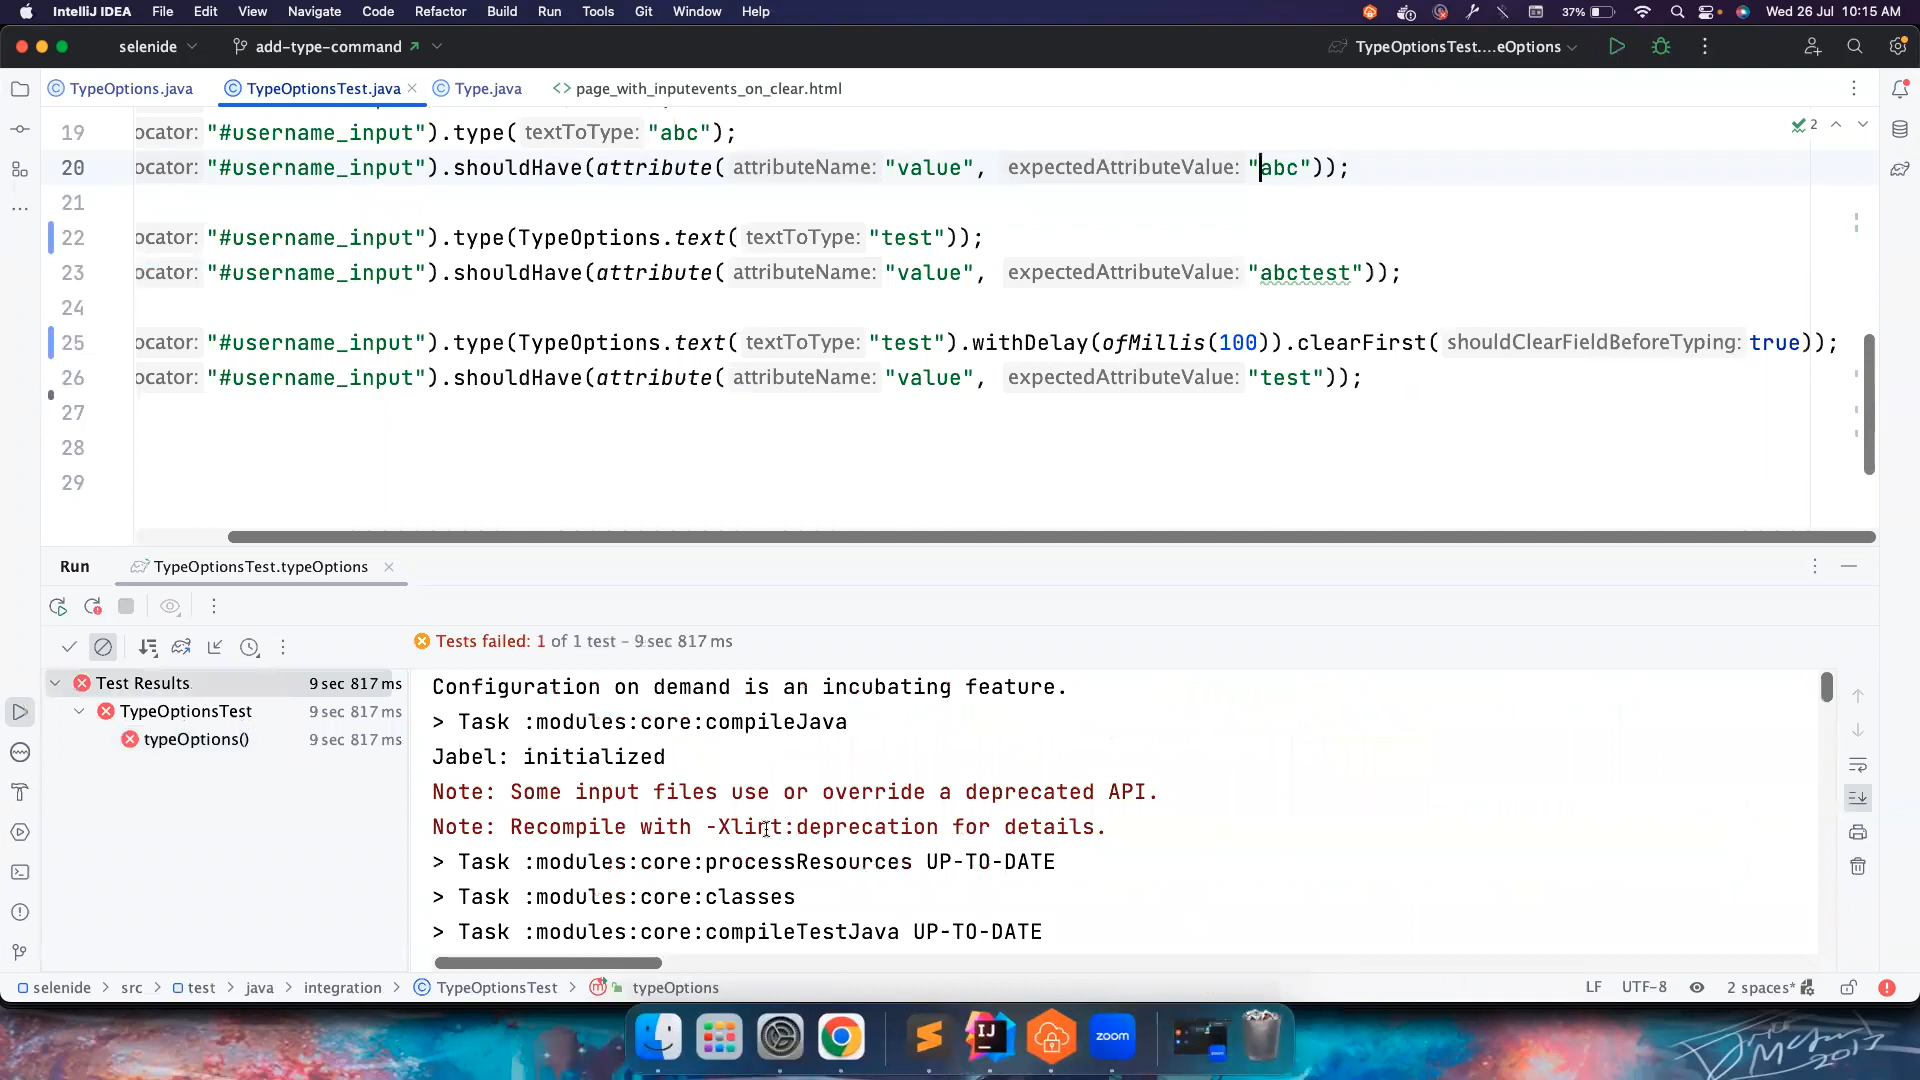 IntelliJ IDEA File Edit View Navigate Code Refactor Build Run Tools Git Window Help 37% Wed 26 Jul 10:15 AM
selenide add-type-command TypeOptionsTest....eOptions
TypeOptions.java TypeOptionsTest.java Type.java <> page_with_inputevents_on_clear.html
19 ocator: "#username_input").type( textToType: "abc");
2
20 ocator: "#username_input").shouldHave(attribute( attributeName: "value", expectedAttributeValue: "abc"));
21
22 ocator: "#username_input").type(TypeOptions.text( textToType: "test"));
23 ocator: "#username_input").shouldHave(attribute( attributeName: "value", expectedAttributeValue: "abctest"));
24
25 ocator: "#username_input").type(TypeOptions.text( textToType: "test").withDelay(ofMillis(100)).clearFirst( shouldClearFieldBeforeTyping: true));
26 ocator: "#username_input").shouldHave(attribute( attributeName: "value", expectedAttributeValue: "test"));
27
28
29
Run TypeOptionsTest.typeOptions
Tests failed: 1 of 1 test – 9 sec 817 ms
Test Results 9 sec 817 ms
TypeOptionsTest 9 sec 817 ms
typeOptions() 9 sec 817 ms
Configuration on demand is an incubating feature.
> Task :modules:core:compileJava
Jabel: initialized
Note: Some input files use or override a deprecated API.
Note: Recompile with -Xlint:deprecation for details.
> Task :modules:core:processResources UP-TO-DATE
> Task :modules:core:classes
> Task :modules:core:compileTestJava UP-TO-DATE
selenide > src > test > java > integration > TypeOptionsTest > typeOptions LF UTF-8 2 spaces*
IJ zoom
2017